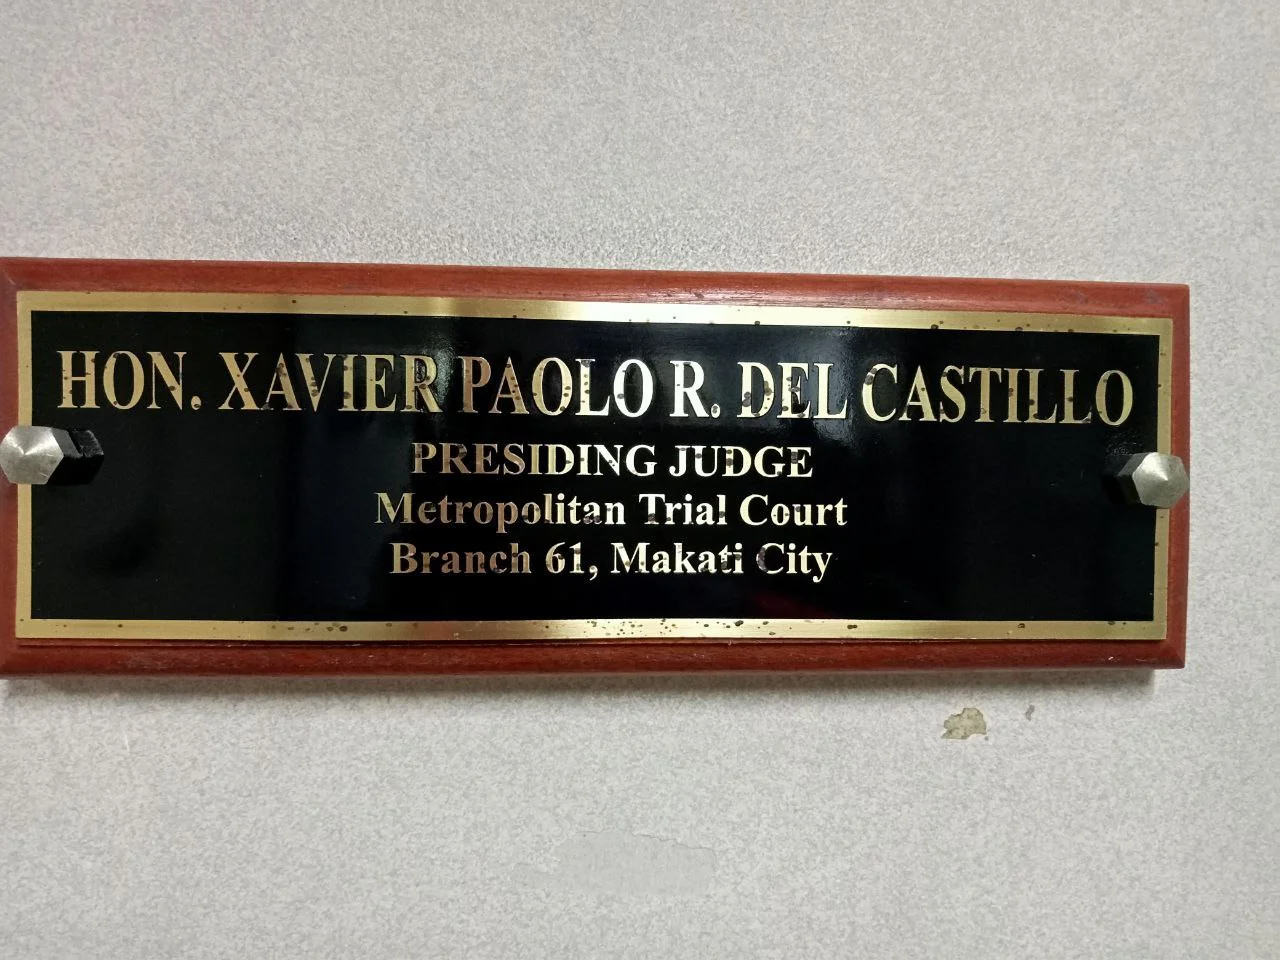 HON. XAVIER PAOLO R. DEL CASTILLO
PRESIDING JUDGE
Metropolitan Trial Court
Branch 61, Makati City